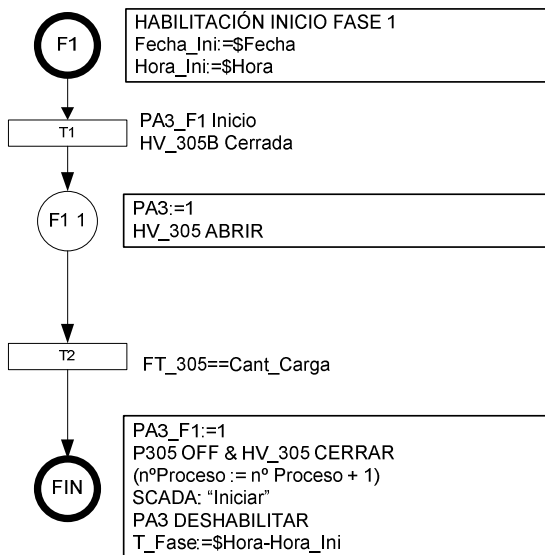 F1
HABILITACIÓN INICIO FASE 1
Fecha_Ini:=$Fecha
Hora_Ini:=$Hora
T1
PA3_F1 Inicio
HV_305B Cerrada
F1 1
PA3:=1
HV_305 ABRIR
T2
FT_305==Cant_Carga
FIN
PA3_F1:=1
P305 OFF & HV_305 CERRAR
(nºProceso := nº Proceso + 1)
SCADA: “Iniciar”
PA3 DESHABILITAR
T_Fase:=$Hora-Hora_Ini